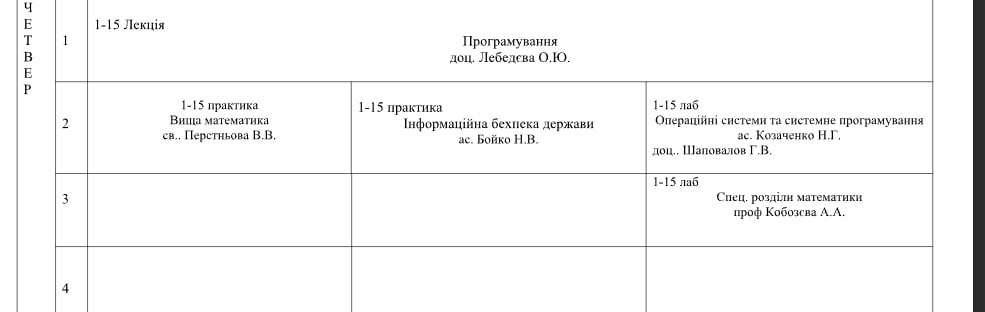 Ч
Е
Т
В
Е
Р
1
1-15 Лекція
Програмування
доц. Лебедєва О.Ю.
2
1-15 практика
Вища математика
св.. Перстньова В.В.
1-15 практика
Інформаційна бехпека держави
ас. Бойко Н.В.
1-15 лаб
Операційні системи та системне програмування
ас. Козаченко Н.Г.
доц.. Шаповалов Г.В.
3
1-15 лаб
Спец. розділи математики
проф Кобозєва А.А.
4